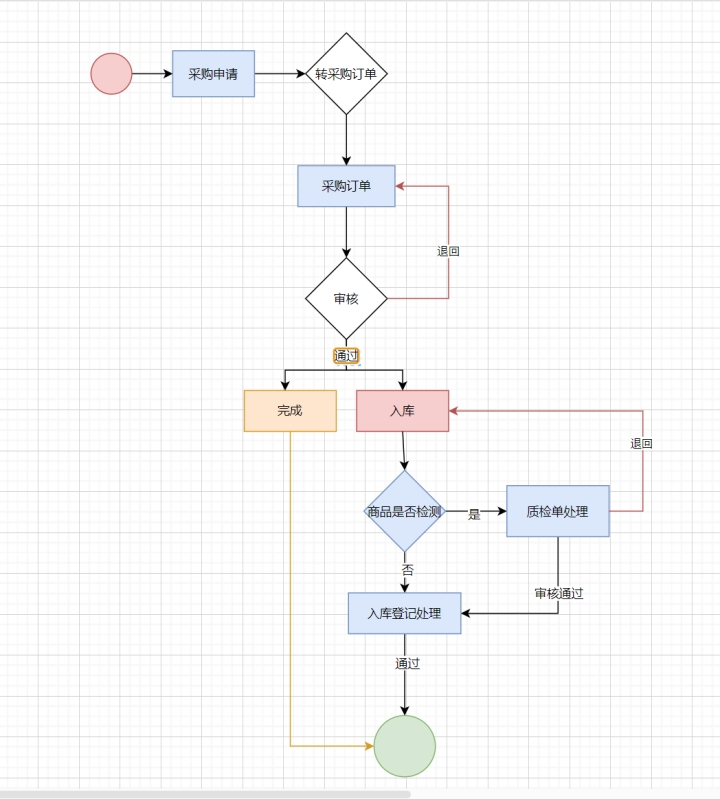 采购申请
转采购订单
采购订单
退回
审核
通过
完成
入库
退回
商品是否检测
是
质检单处理
否
审核通过
入库登记处理
通过